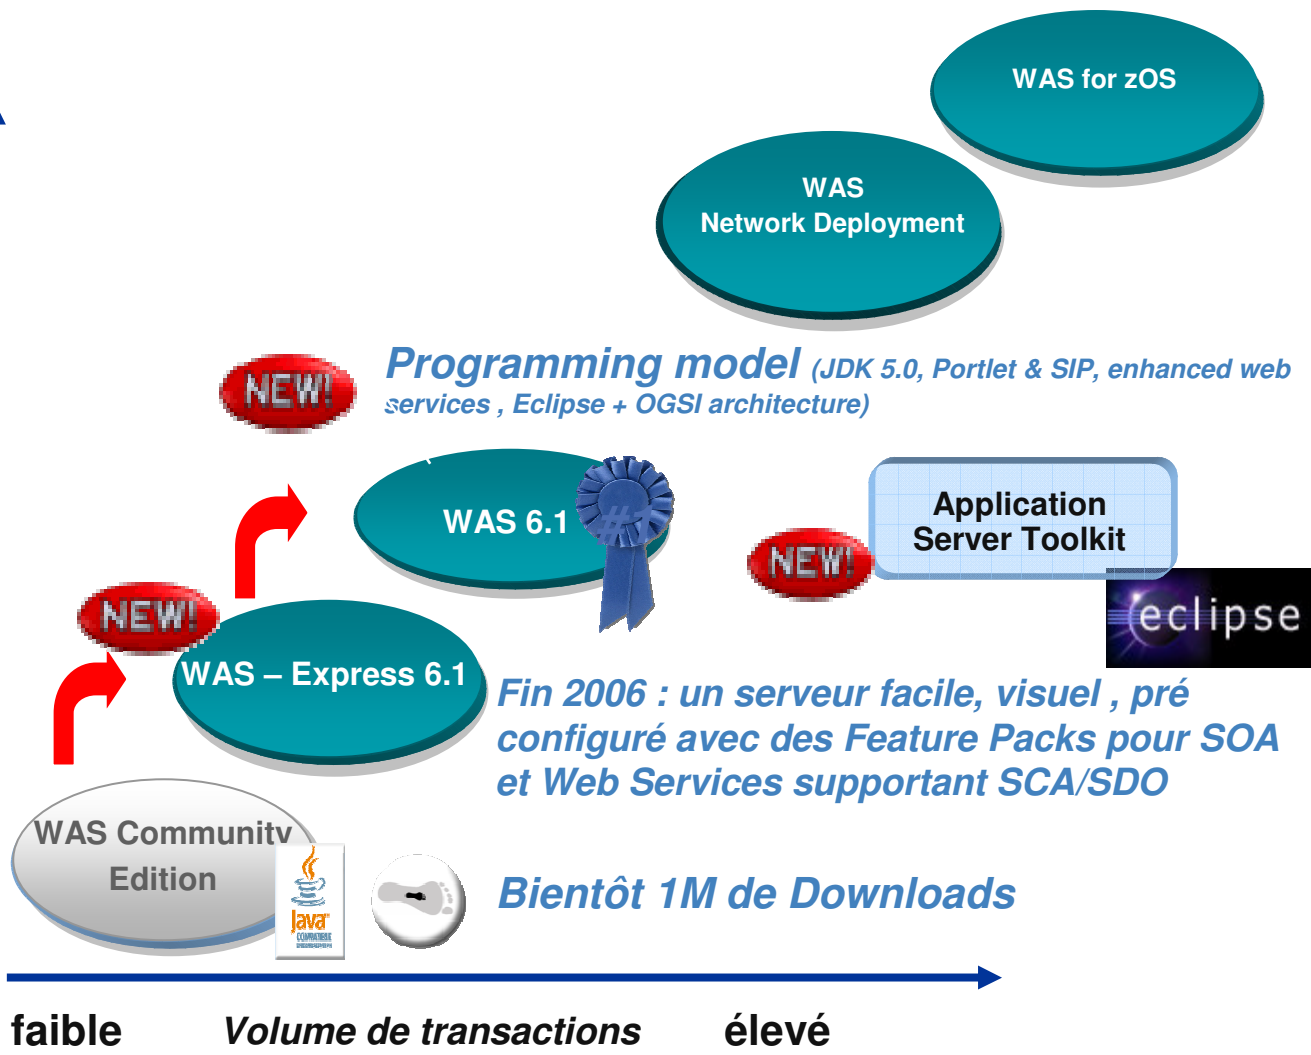 WAS for zOS
WAS
Network Deployment
NEW!
Programming model (JDK 5.0, Portlet & SIP, enhanced web
services , Eclipse + OGSI architecture)
WAS 6.1
#1
Application
Server Toolkit
NEW!
eclipse
NEW!
WAS – Express 6.1
Fin 2006 : un serveur facile, visuel , pré
configuré avec des Feature Packs pour SOA
et Web Services supportant SCA/SDO
WAS Community
Edition
Java
COMPATIBLE
Bientôt 1M de Downloads
faible Volume de transactions élevé